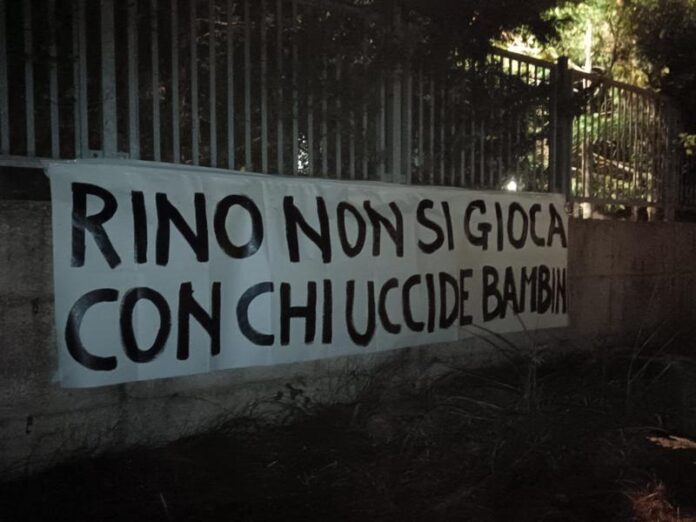 RINO NON SI GIOCA
CON CHI UCCIDE BAMBIN